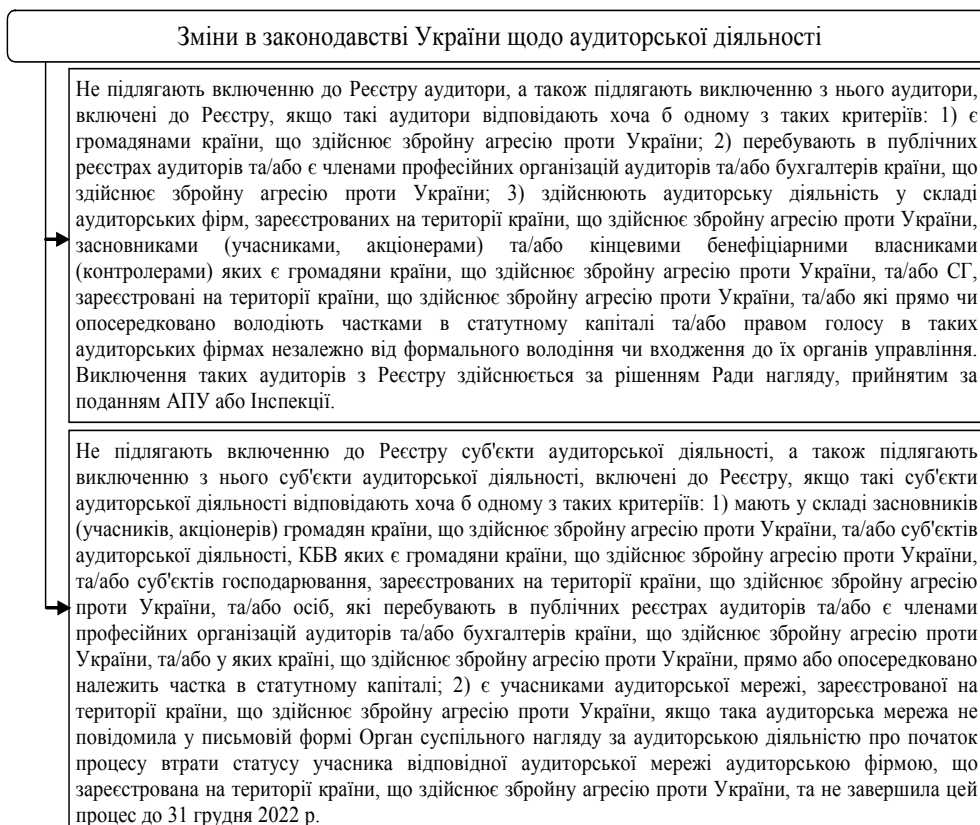 Зміни в законодавстві України щодо аудиторської діяльності
Не підлягають включенню до Реєстру аудитори, а також підлягають виключенню з нього аудитори,
включені до Реєстру, якщо такі аудитори відповідають хоча б одному з таких критеріїв: 1) є
громадянами країни, що здійснює збройну агресію проти України; 2) перебувають в публічних
реєстрах аудиторів та/або є членами професійних організацій аудиторів та/або бухгалтерів країни, що
здійснює збройну агресію проти України; 3) здійснюють аудиторську діяльність у складі
аудиторських фірм, зареєстрованих на території країни, що здійснює збройну агресію проти України,
засновниками (учасниками, акціонерами) та/або кінцевими бенефіціарними власниками
(контролерами) яких є громадяни країни, що здійснює збройну агресію проти України, та/або СГ,
зареєстровані на території країни, що здійснює збройну агресію проти України, та/або які прямо чи
опосередковано володіють частками в статутному капіталі та/або правом голосу в таких
аудиторських фірмах незалежно від формального володіння чи входження до їх органів управління.
Виключення таких аудиторів з Реєстру здійснюється за рішенням Ради нагляду, прийнятим за
поданням АПУ або Інспекції.
Не підлягають включенню до Реєстру суб'єкти аудиторської діяльності, а також підлягають
виключенню з нього суб'єкти аудиторської діяльності, включені до Реєстру, якщо такі суб'єкти
аудиторської діяльності відповідають хоча б одному з таких критеріїв: 1) мають у складі засновників
(учасників, акціонерів) громадян країни, що здійснює збройну агресію проти України, та/або суб'єктів
аудиторської діяльності, КБВ яких є громадяни країни, що здійснює збройну агресію проти України,
та/або суб'єктів господарювання, зареєстрованих на території країни, що здійснює збройну агресію
проти України, та/або осіб, які перебувають в публічних реєстрах аудиторів та/або є членами
професійних організацій аудиторів та/або бухгалтерів країни, що здійснює збройну агресію проти
України, та/або у яких країні, що здійснює збройну агресію проти України, прямо або опосередковано
належить частка в статутному капіталі; 2) є учасниками аудиторської мережі, зареєстрованої на
території країни, що здійснює збройну агресію проти України, якщо така аудиторська мережа не
повідомила у письмовій формі Орган суспільного нагляду за аудиторською діяльністю про початок
процесу втрати статусу учасника відповідної аудиторської мережі аудиторською фірмою, що
зареєстрована на території країни, що здійснює збройну агресію проти України, та не завершила цей
процес до 31 грудня 2022 р.